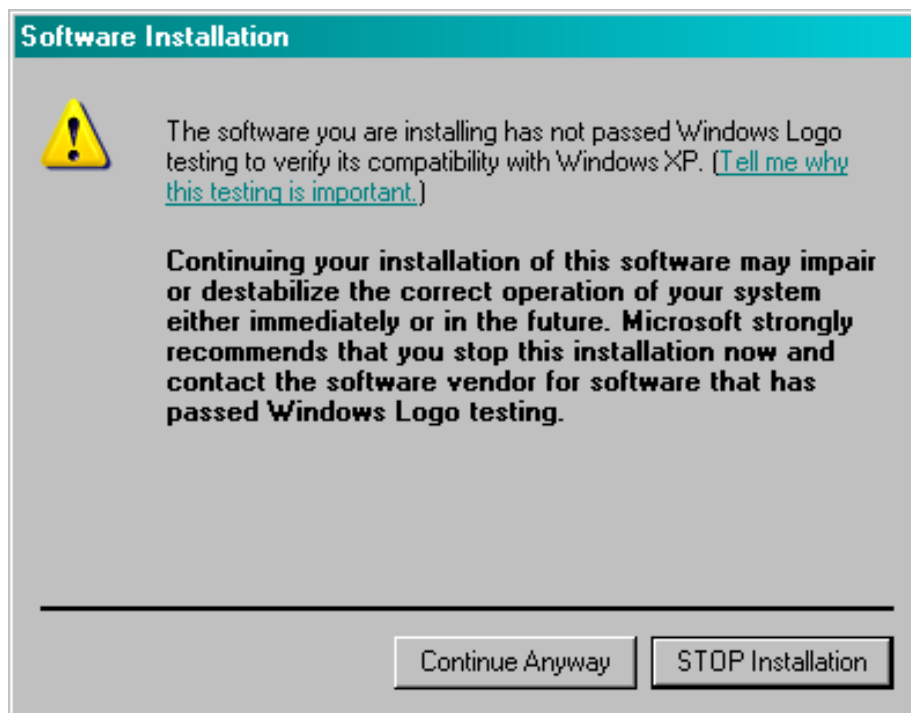 Software Installation
The software you are installing has not passed Windows Logo
testing to verify its compatibility with Windows XP. (Tell me why
this testing is important.)
Continuing your installation of this software may impair
or destabilize the correct operation of your system
either immediately or in the future. Microsoft strongly
recommends that you stop this installation now and
contact the software vendor for software that has
passed Windows Logo testing.
Continue Anyway
STOP Installation